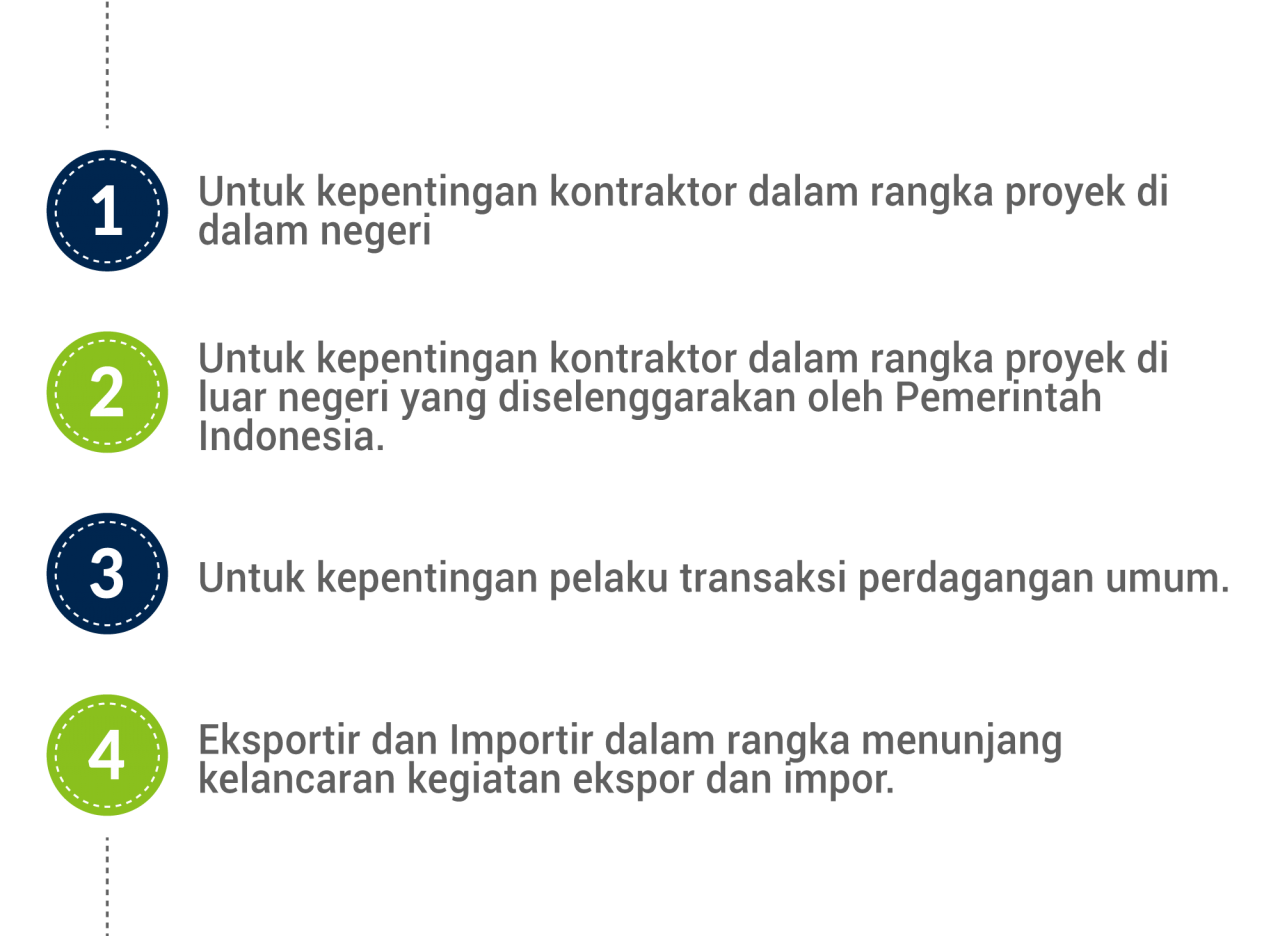 1
Untuk kepentingan kontraktor dalam rangka proyek di
dalam negeri
2
Untuk kepentingan kontraktor dalam rangka proyek di
luar negeri yang diselenggarakan oleh Pemerintah
Indonesia.
3
Untuk kepentingan pelaku transaksi perdagangan umum.
4
Eksportir dan Importir dalam rangka menunjang
kelancaran kegiatan ekspor dan impor.